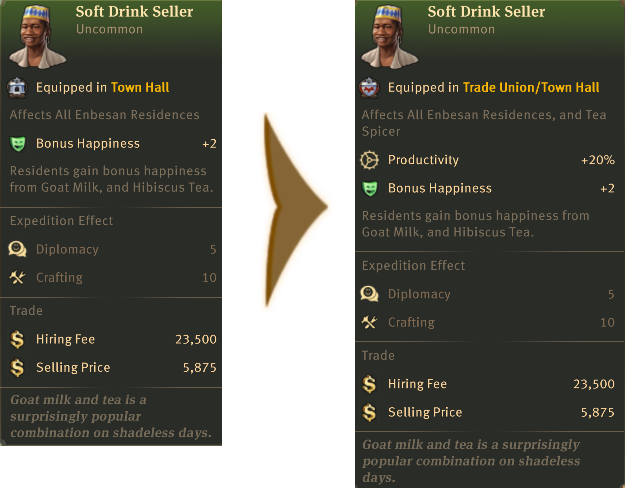 Soft Drink Seller
Uncommon
Equipped in Town Hall
Affects All Enbesan Residences
Bonus Happiness +2
Residents gain bonus happiness
from Goat Milk, and Hibiscus Tea.
Expedition Effect
Diplomacy 5
Crafting 10
Trade
Hiring Fee 23,500
Selling Price 5,875
Goat milk and tea is a
surprisingly popular
combination on shadeless days.
Soft Drink Seller
Uncommon
Equipped in Trade Union/Town Hall
Affects All Enbesan Residences, and Tea
Spicer
Productivity +20%
Bonus Happiness +2
Residents gain bonus happiness from
Goat Milk, and Hibiscus Tea.
Expedition Effect
Diplomacy 5
Crafting 10
Trade
Hiring Fee 23,500
Selling Price 5,875
Goat milk and tea is a surprisingly
popular combination on shadeless
days.